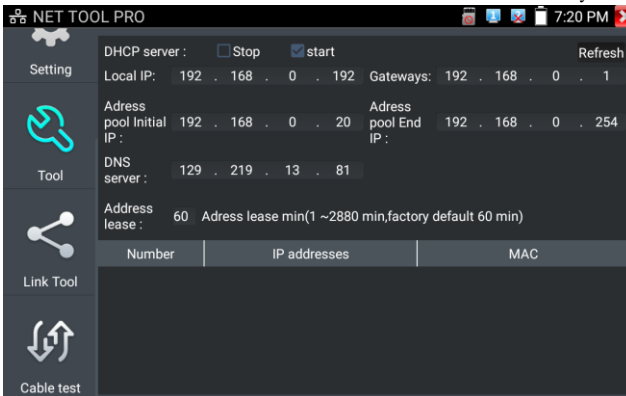 NET TOOL PRO 7:20 PM
DHCP server : Stop start Refresh
Setting
Local IP: 192 . 168 . 0 . 192 Gateways: 192 . 168 . 0 . 1
Adress pool Initial IP : 192 . 168 . 0 . 20 Adress pool End IP : 192 . 168 . 0 . 254
Tool
DNS server : 129 . 219 . 13 . 81
Address lease : 60 Adress lease min(1 ~2880 min,factory default 60 min)
Number IP addresses MAC
Link Tool
Cable test